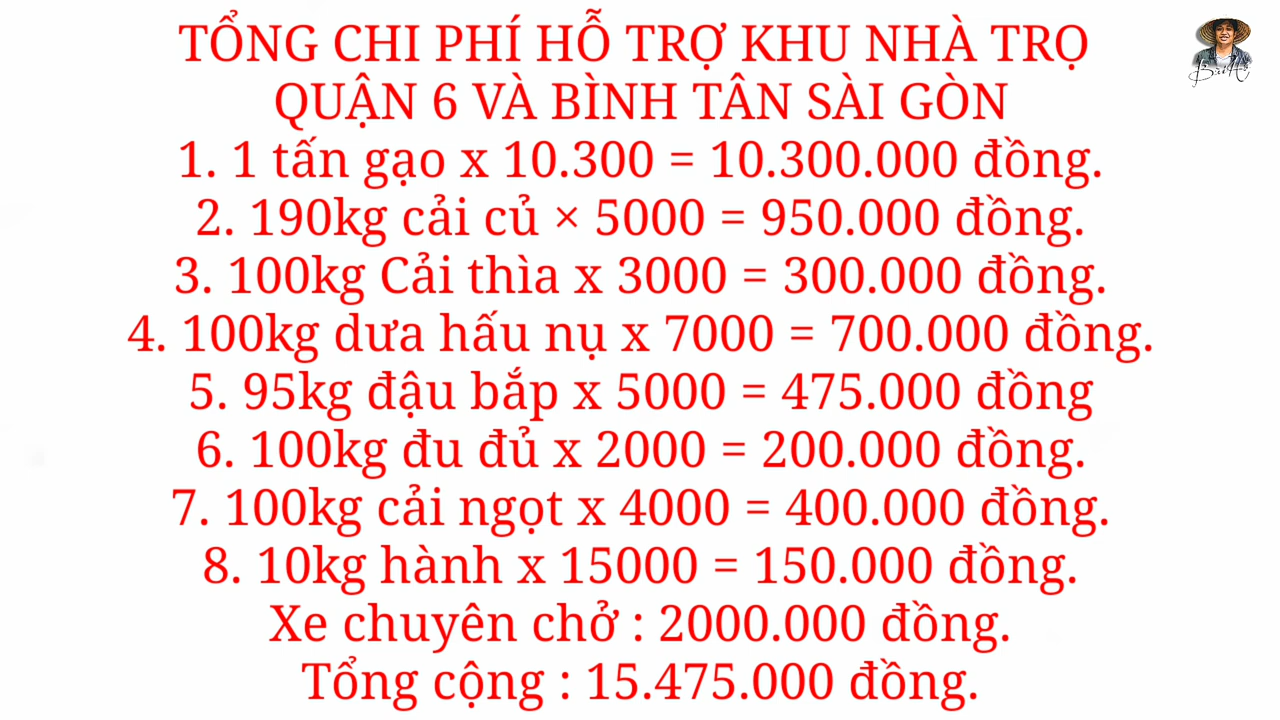 TỔNG CHI PHÍ HỖ TRỢ KHU NHÀ TRỌ
QUẬN 6 VÀ BÌNH TÂN SÀI GÒN
1. 1 tấn gạo x 10.300 = 10.300.000 đồng.
2. 190kg cải củ × 5000 = 950.000 đồng.
3. 100kg Cải thìa x 3000 = 300.000 đồng.
4. 100kg dưa hấu nụ x 7000 = 700.000 đồng.
5. 95kg đậu bắp x 5000 = 475.000 đồng
6. 100kg đu đủ x 2000 = 200.000 đồng.
7. 100kg cải ngọt x 4000 = 400.000 đồng.
8. 10kg hành x 15000 = 150.000 đồng.
Xe chuyên chở : 2000.000 đồng.
Tổng cộng : 15.475.000 đồng.